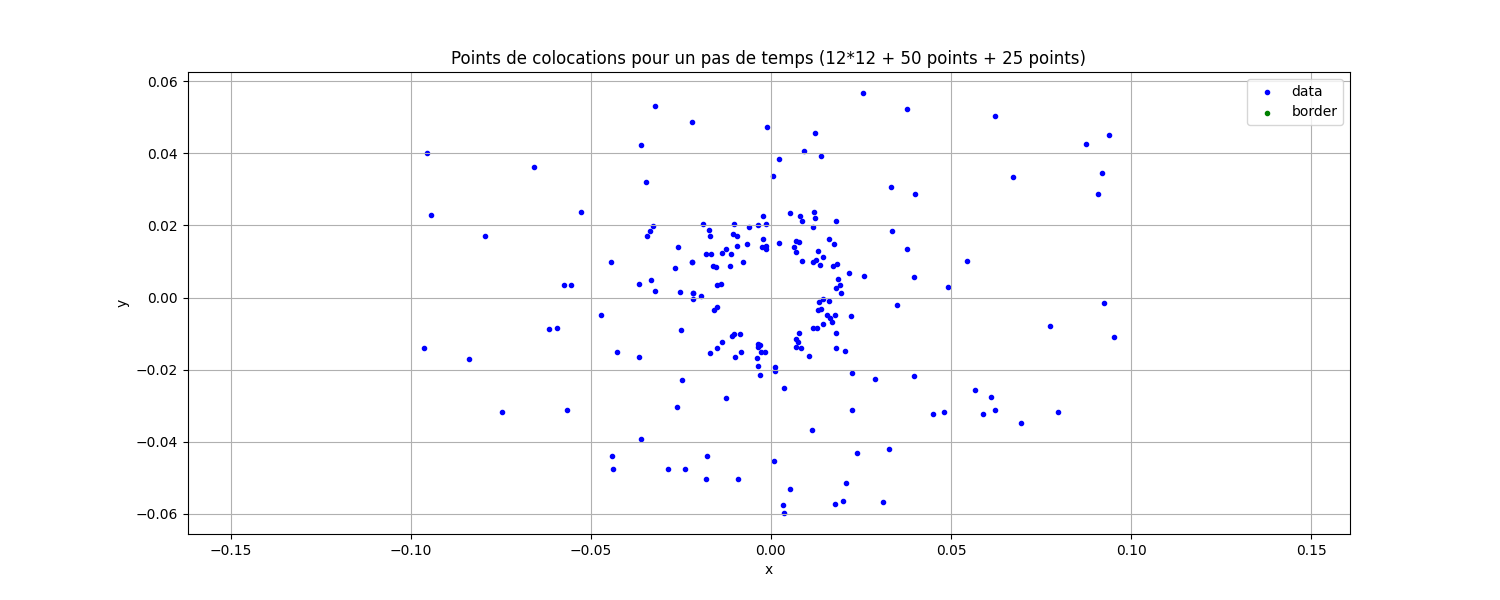 Points de colocations pour un pas de temps (12*12 + 50 points + 25 points)
data
border
y
0.06
0.04
0.02
0.00
−0.02
−0.04
−0.06
−0.15 −0.10 −0.05 0.00 0.05 0.10 0.15
x